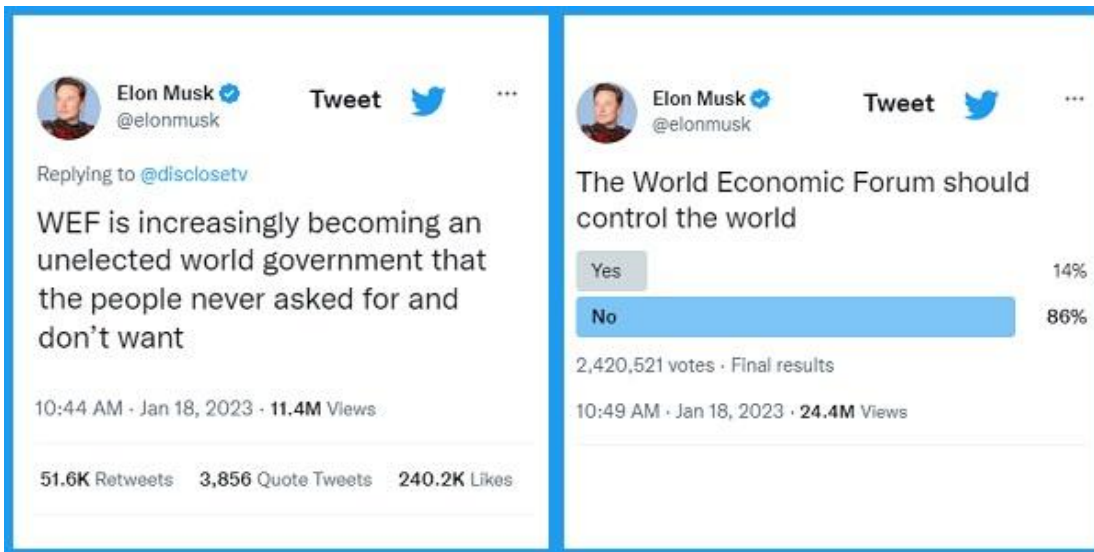 Elon Musk
Tweet
@elonmusk
Replying to @disclosetv
WEF is increasingly becoming an
unelected world government that
the people never asked for and
don't want
10:44 AM · Jan 18, 2023 · 11.4M Views
51.6K Retweets 3,856 Quote Tweets 240.2K Likes
Elon Musk
Tweet
@elonmusk
The World Economic Forum should
control the world
Yes 14%
No 86%
2,420,521 votes · Final results
10:49 AM · Jan 18, 2023 · 24.4M Views